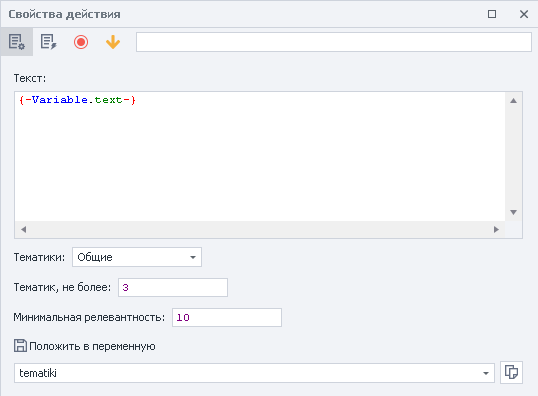 Свойства действия
Текст:
{-Variable.text-}
Тематики: Общие
Тематик, не более: 3
Минимальная релевантность: 10
Положить в переменную
tematiki